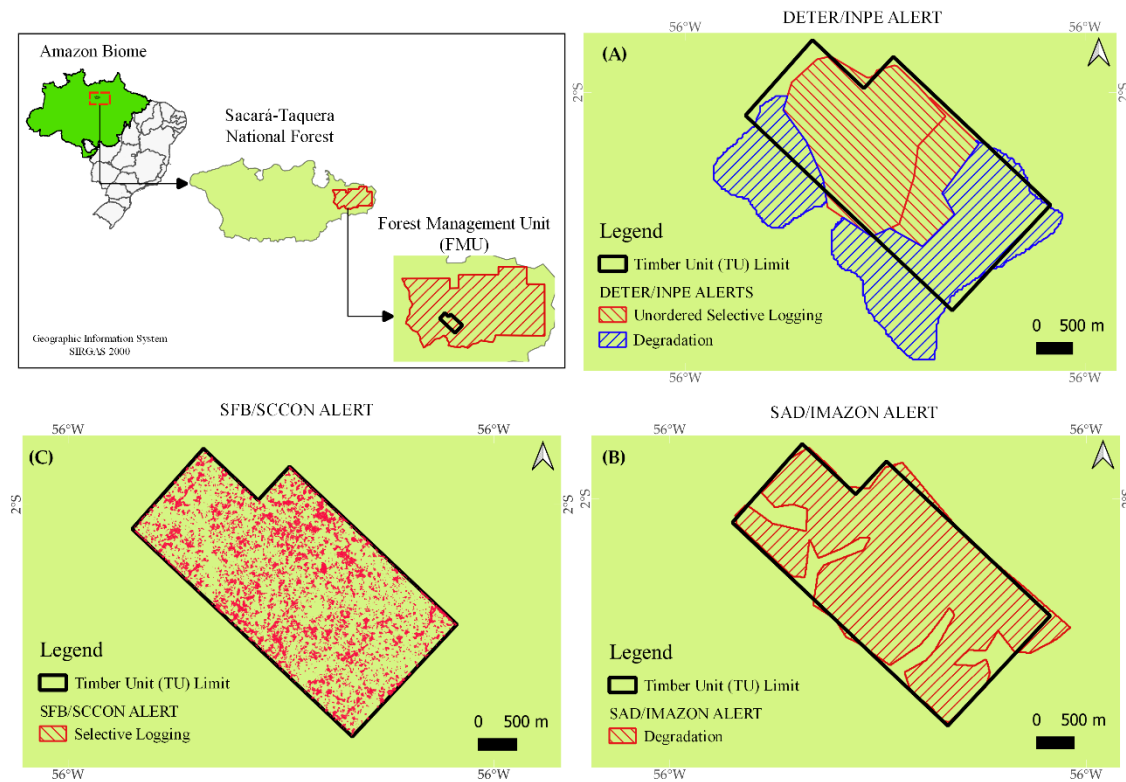 Amazon Biome
Sacará-Taquera
National Forest
Forest Management Unit
(FMU)
Geographic Information System
SIRGAS 2000
DETER/INPE ALERT
56°W
56°W
(A)
2°S
2°S
Legend
Timber Unit (TU) Limit
DETER/INPE ALERTS
Unordered Selective Logging
Degradation
0 500 m
56°W
56°W
SFB/SCCON ALERT
56°W
56°W
(C)
2°S
Legend
Timber Unit (TU) Limit
SFB/SCCON ALERT
Selective Logging
0 500 m
56°W
56°W
SAD/IMAZON ALERT
56°W
56°W
(B)
2°S
Legend
Timber Unit (TU) Limit
SAD/IMAZON ALERT
Degradation
0 500 m
56°W
56°W